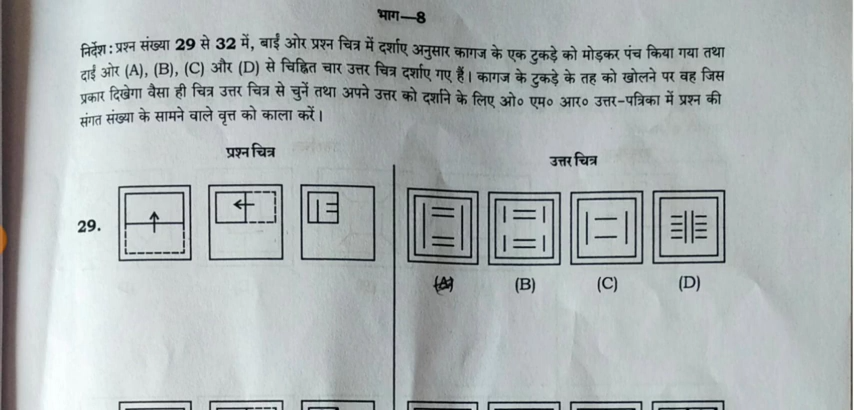 भाग—8
निर्देश : प्रश्न संख्या 29 से 32 में, बाईं ओर प्रश्न चित्र में दर्शाए अनुसार कागज के एक टुकड़े को मोड़कर पंच किया गया तथा
दाईं ओर (A), (B), (C) और (D) से चिह्नित चार उत्तर चित्र दर्शाए गए हैं। कागज के टुकड़े के तह को खोलने पर वह जिस
प्रकार दिखेगा वैसा ही चित्र उत्तर चित्र से चुनें तथा अपने उत्तर को दर्शाने के लिए ओ० एम० आर० उत्तर-पत्रिका में प्रश्न की
संगत संख्या के सामने वाले वृत्त को काला करें।
प्रश्न चित्र उत्तर चित्र
29.
(A) (B) (C) (D)